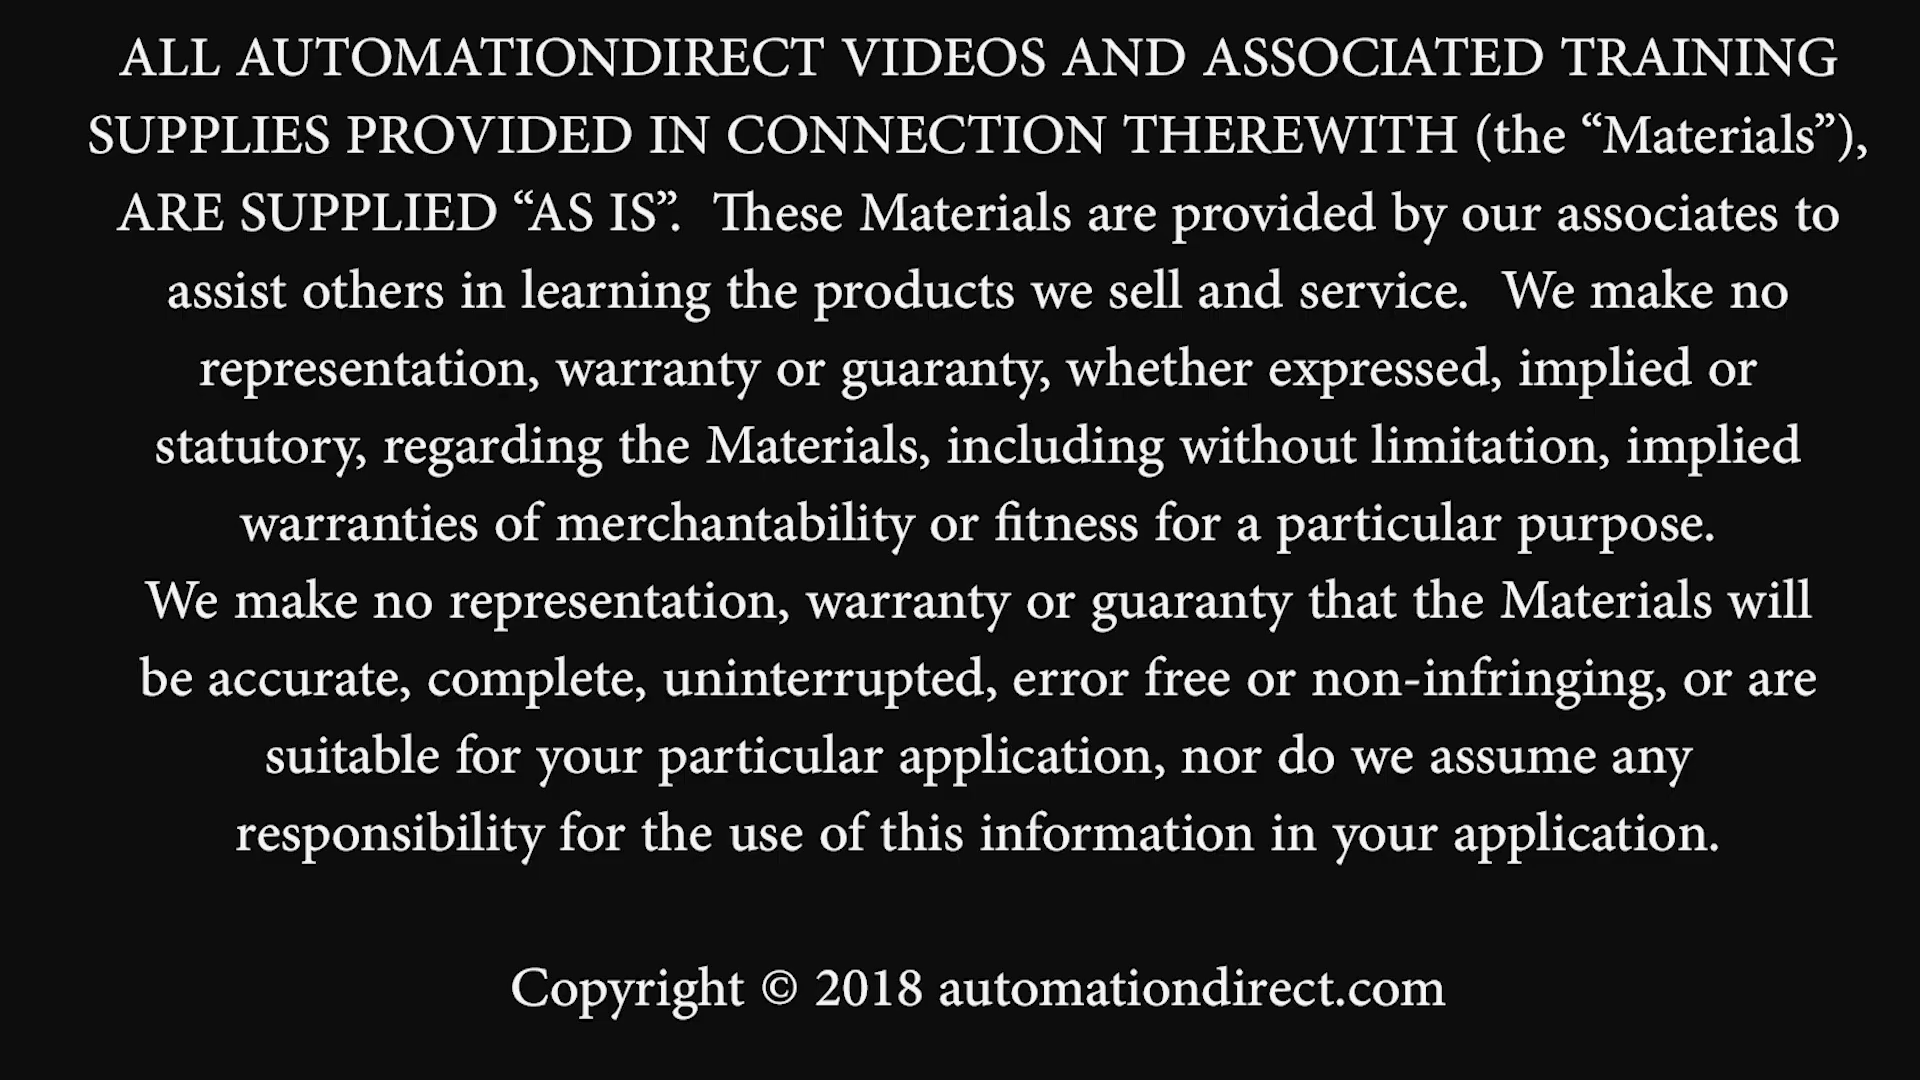 ALL AUTOMATIONDIRECT VIDEOS AND ASSOCIATED TRAINING
SUPPLIES PROVIDED IN CONNECTION THEREWITH (the “Materials”),
ARE SUPPLIED “AS IS”.  These Materials are provided by our associates to
assist others in learning the products we sell and service.  We make no
representation, warranty or guaranty, whether expressed, implied or
statutory, regarding the Materials, including without limitation, implied
warranties of merchantability or fitness for a particular purpose.
We make no representation, warranty or guaranty that the Materials will
be accurate, complete, uninterrupted, error free or non-infringing, or are
suitable for your particular application, nor do we assume any
responsibility for the use of this information in your application.
Copyright © 2018 automationdirect.com